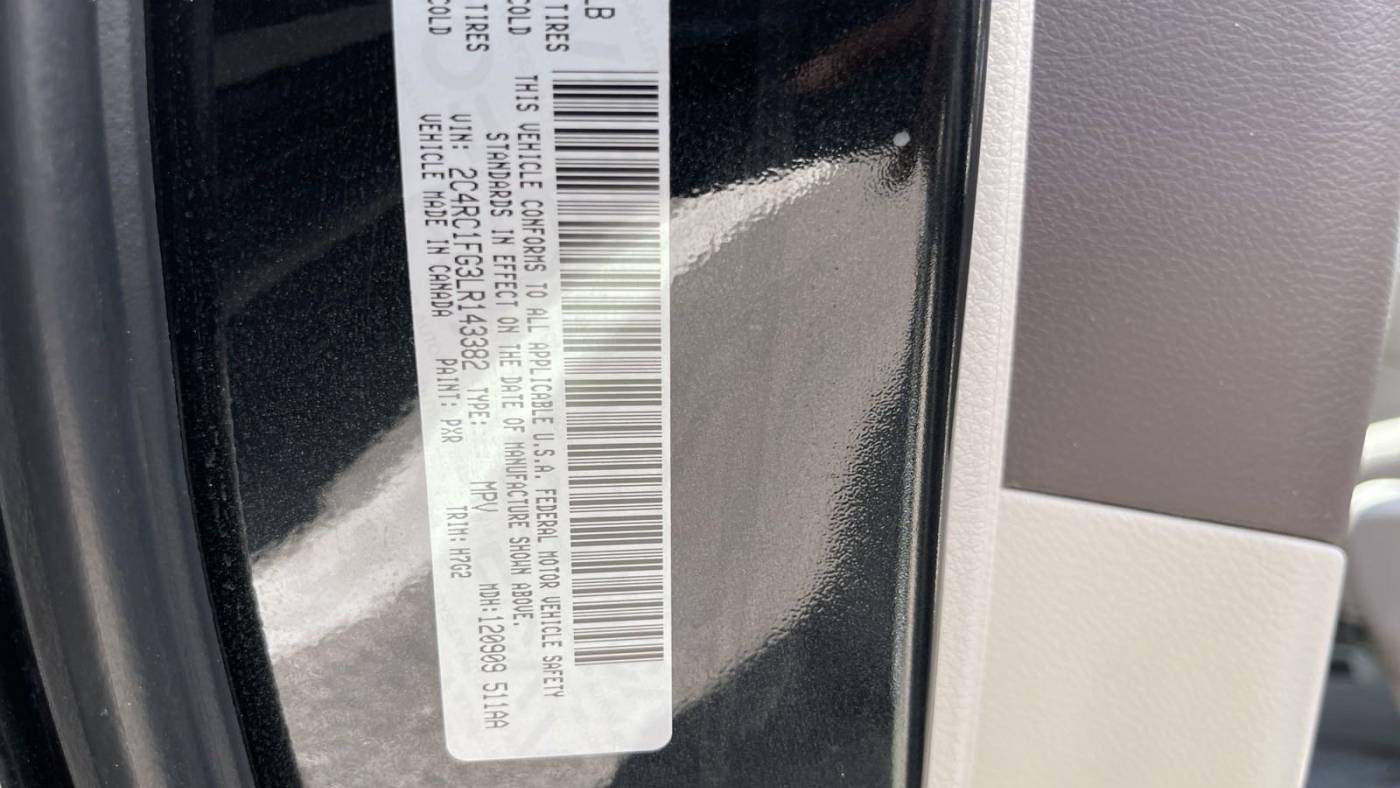 LB
TIRES
COLD
TIRES
COLD
THIS VEHICLE CONFORMS TO ALL APPLICABLE U.S.A. FEDERAL MOTOR VEHICLE SAFETY
STANDARDS IN EFFECT ON THE DATE OF MANUFACTURE SHOWN ABOVE.
VIN: 2C4RC1FG3LR143382 TYPE: MPV MDH:120909 511AA
VEHICLE MADE IN CANADA PAINT: PXR TRIM: H7G2